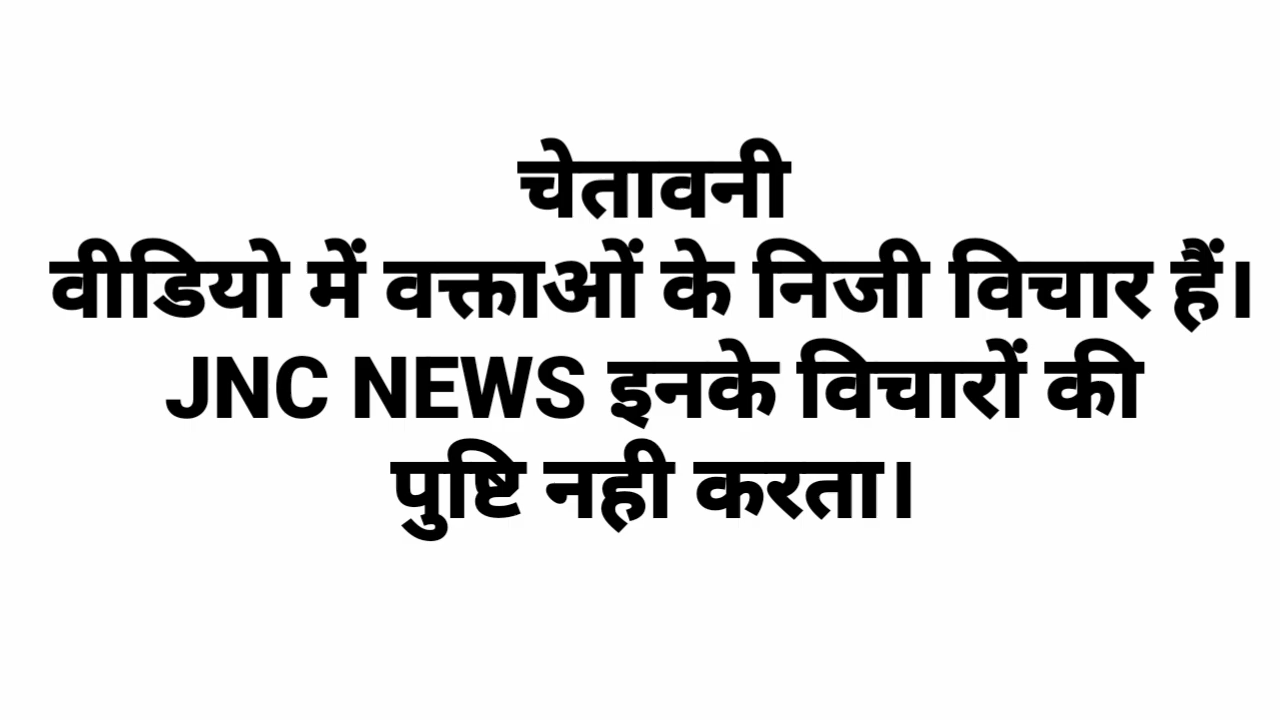 चेतावनी
वीडियो में वक्ताओं के निजी विचार हैं।
JNC NEWS इनके विचारों की
पुष्टि नही करता।